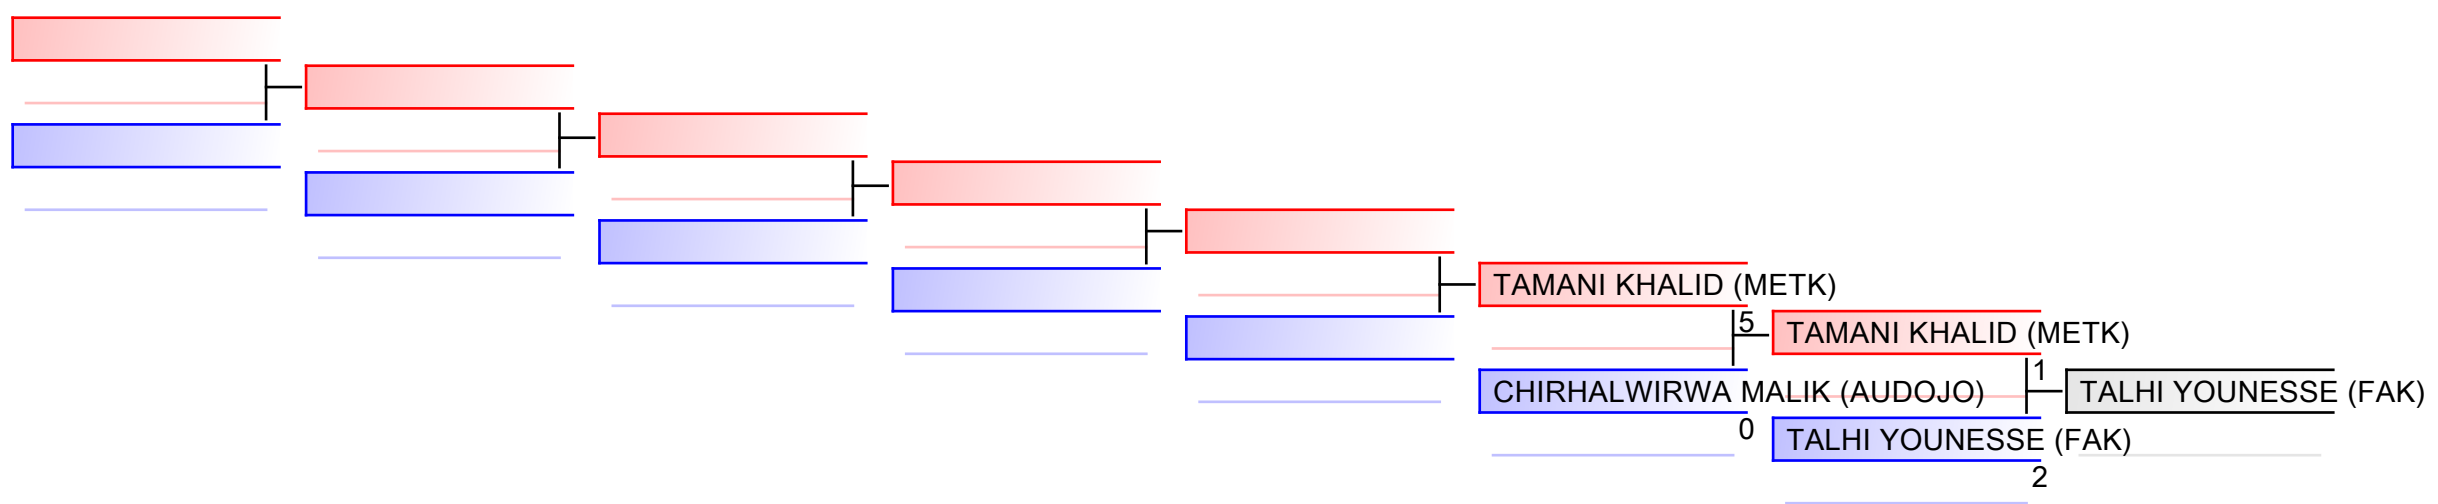 TAMANI KHALID (METK)
5
TAMANI KHALID (METK)
1
CHIRHALWIRWA MALIK (AUDOJO)
TALHI YOUNESSE (FAK)
0
TALHI YOUNESSE (FAK)
2